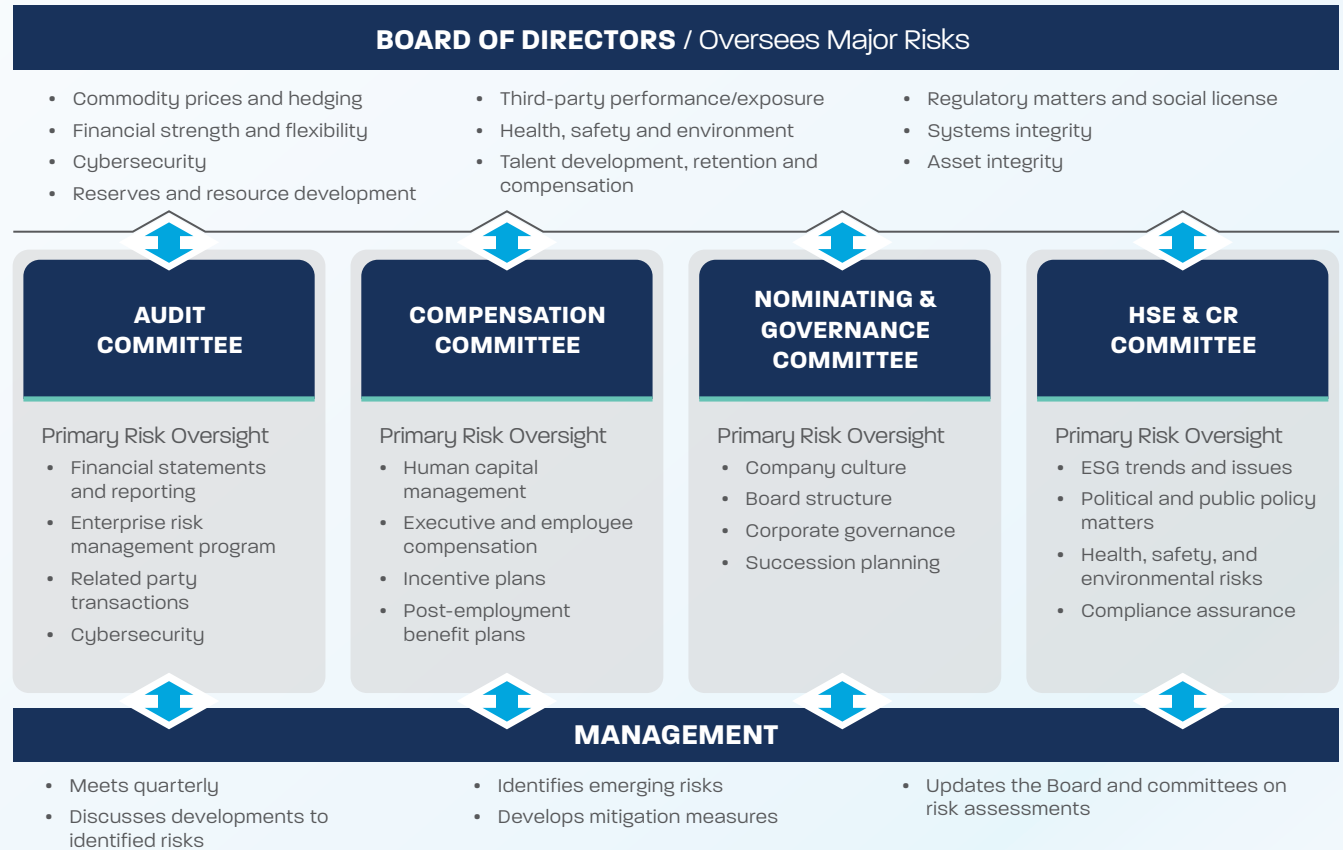 BOARD OF DIRECTORS / Oversees Major Risks
• Commodity prices and hedging
• Financial strength and flexibility
• Cybersecurity
• Reserves and resource development
• Third-party performance/exposure
• Health, safety and environment
• Talent development, retention and
compensation
• Regulatory matters and social license
• Systems integrity
• Asset integrity
AUDIT
COMMITTEE
Primary Risk Oversight
• Financial statements
and reporting
• Enterprise risk
management program
• Related party
transactions
• Cybersecurity
COMPENSATION
COMMITTEE
Primary Risk Oversight
• Human capital
management
• Executive and employee
compensation
• Incentive plans
• Post-employment
benefit plans
NOMINATING &
GOVERNANCE
COMMITTEE
Primary Risk Oversight
• Company culture
• Board structure
• Corporate governance
• Succession planning
HSE & CR
COMMITTEE
Primary Risk Oversight
• ESG trends and issues
• Political and public policy
matters
• Health, safety, and
environmental risks
• Compliance assurance
MANAGEMENT
• Meets quarterly
• Discusses developments to
identified risks
• Identifies emerging risks
• Develops mitigation measures
• Updates the Board and committees on
risk assessments